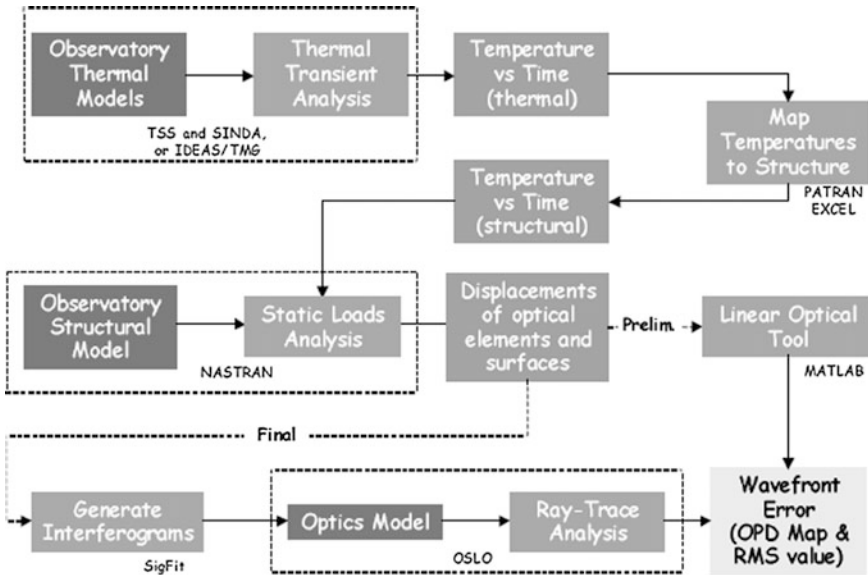 Observatory
Thermal
Models
Thermal
Transient
Analysis
Temperature
vs Time
(thermal)
TSS and SINDA,
or IDEAS/TMG
Map
Temperatures
to Structure
PATRAN
EXCEL
Temperature
vs Time
(structural)
Observatory
Structural
Model
Static Loads
Analysis
NASTRAN
Displacements
of optical
elements and
surfaces
Prelim.
Linear Optical
Tool
MATLAB
Final
Generate
Interferograms
SigFit
Optics Model
Ray-Trace
Analysis
OSLO
Wavefront
Error
(OPD Map &
RMS value)